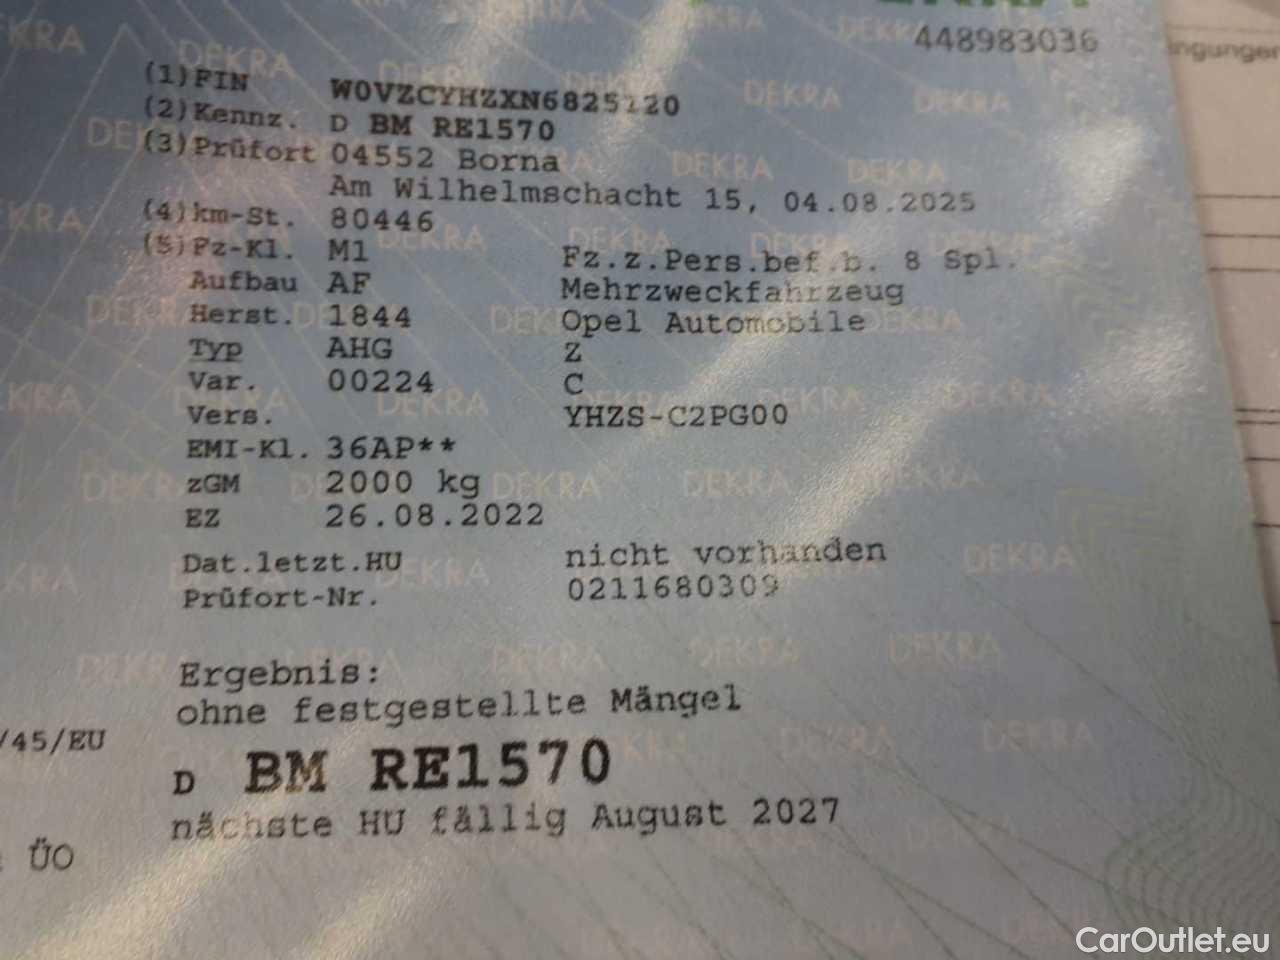 DEKRA
448983036
ingungen
(1)FIN W0VZCYHZXN6825220
(2)Kennz. D BM RE1570
(3)Prüfort 04552 Borna
Am Wilhelmschacht 15, 04.08.2025
(4)km-St. 80446
(5)Fz-Kl. M1 Fz.z.Pers.bef.b. 8 Spl.
Aufbau AF Mehrzweckfahrzeug
Herst. 1844 Opel Automobile
Typ AHG Z
Var. 00224 C
Vers. YHZS-C2PG00
EMI-Kl. 36AP**
zGM 2000 kg
EZ 26.08.2022
Dat.letzt.HU nicht vorhanden
Prüfort-Nr. 0211680309
Ergebnis:
ohne festgestellte Mängel
/45/EU
D BM RE1570
nächste HU fällig August 2027
ÜO
CarOutlet.eu